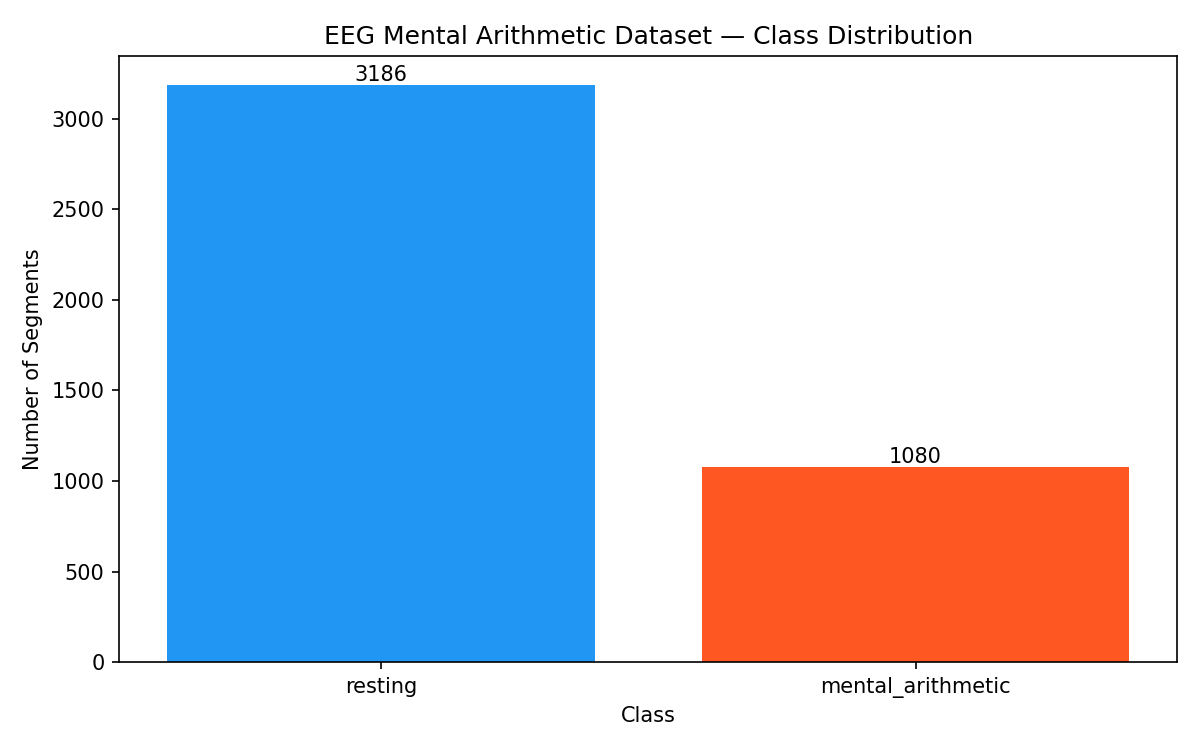 EEG Mental Arithmetic Dataset — Class Distribution
3186
3000
2500
2000
1500
1080
1000
500
0
Number of Segments
resting
mental_arithmetic
Class